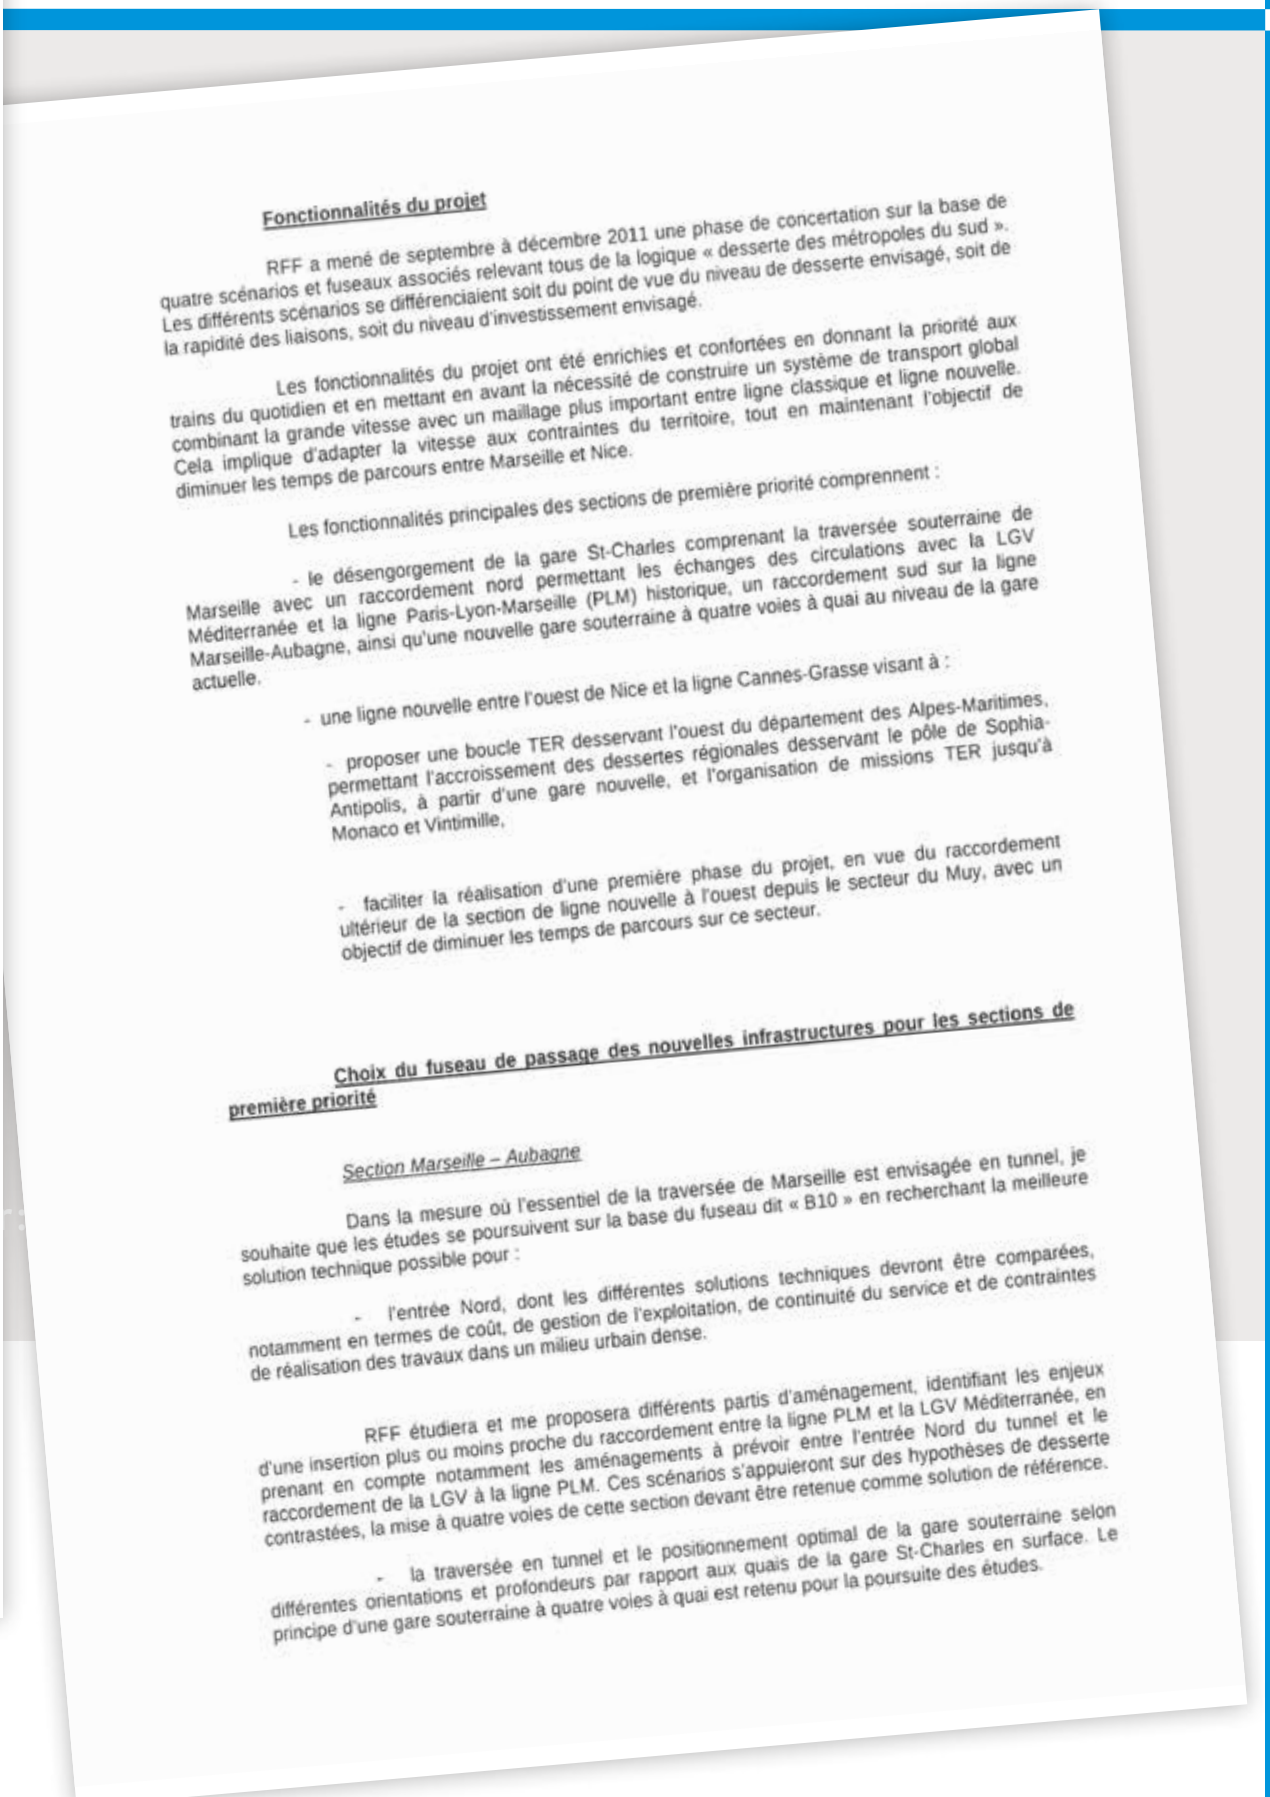 Fonctionnalités du projet
RFF a mené de septembre à décembre 2011 une phase de concertation sur la base de
quatre scénarios et fuseaux associés relevant tous de la logique « desserte des métropoles du sud ».
Les différents scénarios se différenciaient soit du point de vue du niveau de desserte envisagé, soit de
la rapidité des liaisons, soit du niveau d'investissement envisagé.
Les fonctionnalités du projet ont été enrichies et confortées en donnant la priorité aux
trains du quotidien et en mettant en avant la nécessité de construire un système de transport global
combinant la grande vitesse avec un maillage plus important entre ligne classique et ligne nouvelle.
Cela implique d'adapter la vitesse aux contraintes du territoire, tout en maintenant l'objectif de
diminuer les temps de parcours entre Marseille et Nice.
Les fonctionnalités principales des sections de première priorité comprennent :
- le désengorgement de la gare St-Charles comprenant la traversée souterraine de
Marseille avec un raccordement nord permettant les échanges des circulations avec la LGV
Méditerranée et la ligne Paris-Lyon-Marseille (PLM) historique, un raccordement sud sur la ligne
Marseille-Aubagne, ainsi qu'une nouvelle gare souterraine à quatre voies à quai au niveau de la gare
actuelle.
- une ligne nouvelle entre l'ouest de Nice et la ligne Cannes-Grasse visant à :
- proposer une boucle TER desservant l'ouest du département des Alpes-Maritimes,
permettant l'accroissement des dessertes régionales desservant le pôle de Sophia-
Antipolis, à partir d'une gare nouvelle, et l'organisation de missions TER jusqu'à
Monaco et Vintimille,
- faciliter la réalisation d'une première phase du projet, en vue du raccordement
ultérieur de la section de ligne nouvelle à l'ouest depuis le secteur du Muy, avec un
objectif de diminuer les temps de parcours sur ce secteur.
Choix du fuseau de passage des nouvelles infrastructures pour les sections de
première priorité
Section Marseille – Aubagne
Dans la mesure où l'essentiel de la traversée de Marseille est envisagée en tunnel, je
souhaite que les études se poursuivent sur la base du fuseau dit « B10 » en recherchant la meilleure
solution technique possible pour :
- l'entrée Nord, dont les différentes solutions techniques devront être comparées,
notamment en termes de coût, de gestion de l'exploitation, de continuité du service et de contraintes
de réalisation des travaux dans un milieu urbain dense.
RFF étudiera et me proposera différents partis d'aménagement, identifiant les enjeux
d'une insertion plus ou moins proche du raccordement entre la ligne PLM et la LGV Méditerranée, en
prenant en compte notamment les aménagements à prévoir entre l'entrée Nord du tunnel et le
raccordement de la LGV à la ligne PLM. Ces scénarios s'appuieront sur des hypothèses de desserte
contrastées, la mise à quatre voies de cette section devant être retenue comme solution de référence.
- la traversée en tunnel et le positionnement optimal de la gare souterraine selon
différentes orientations et profondeurs par rapport aux quais de la gare St-Charles en surface. Le
principe d'une gare souterraine à quatre voies à quai est retenu pour la poursuite des études.